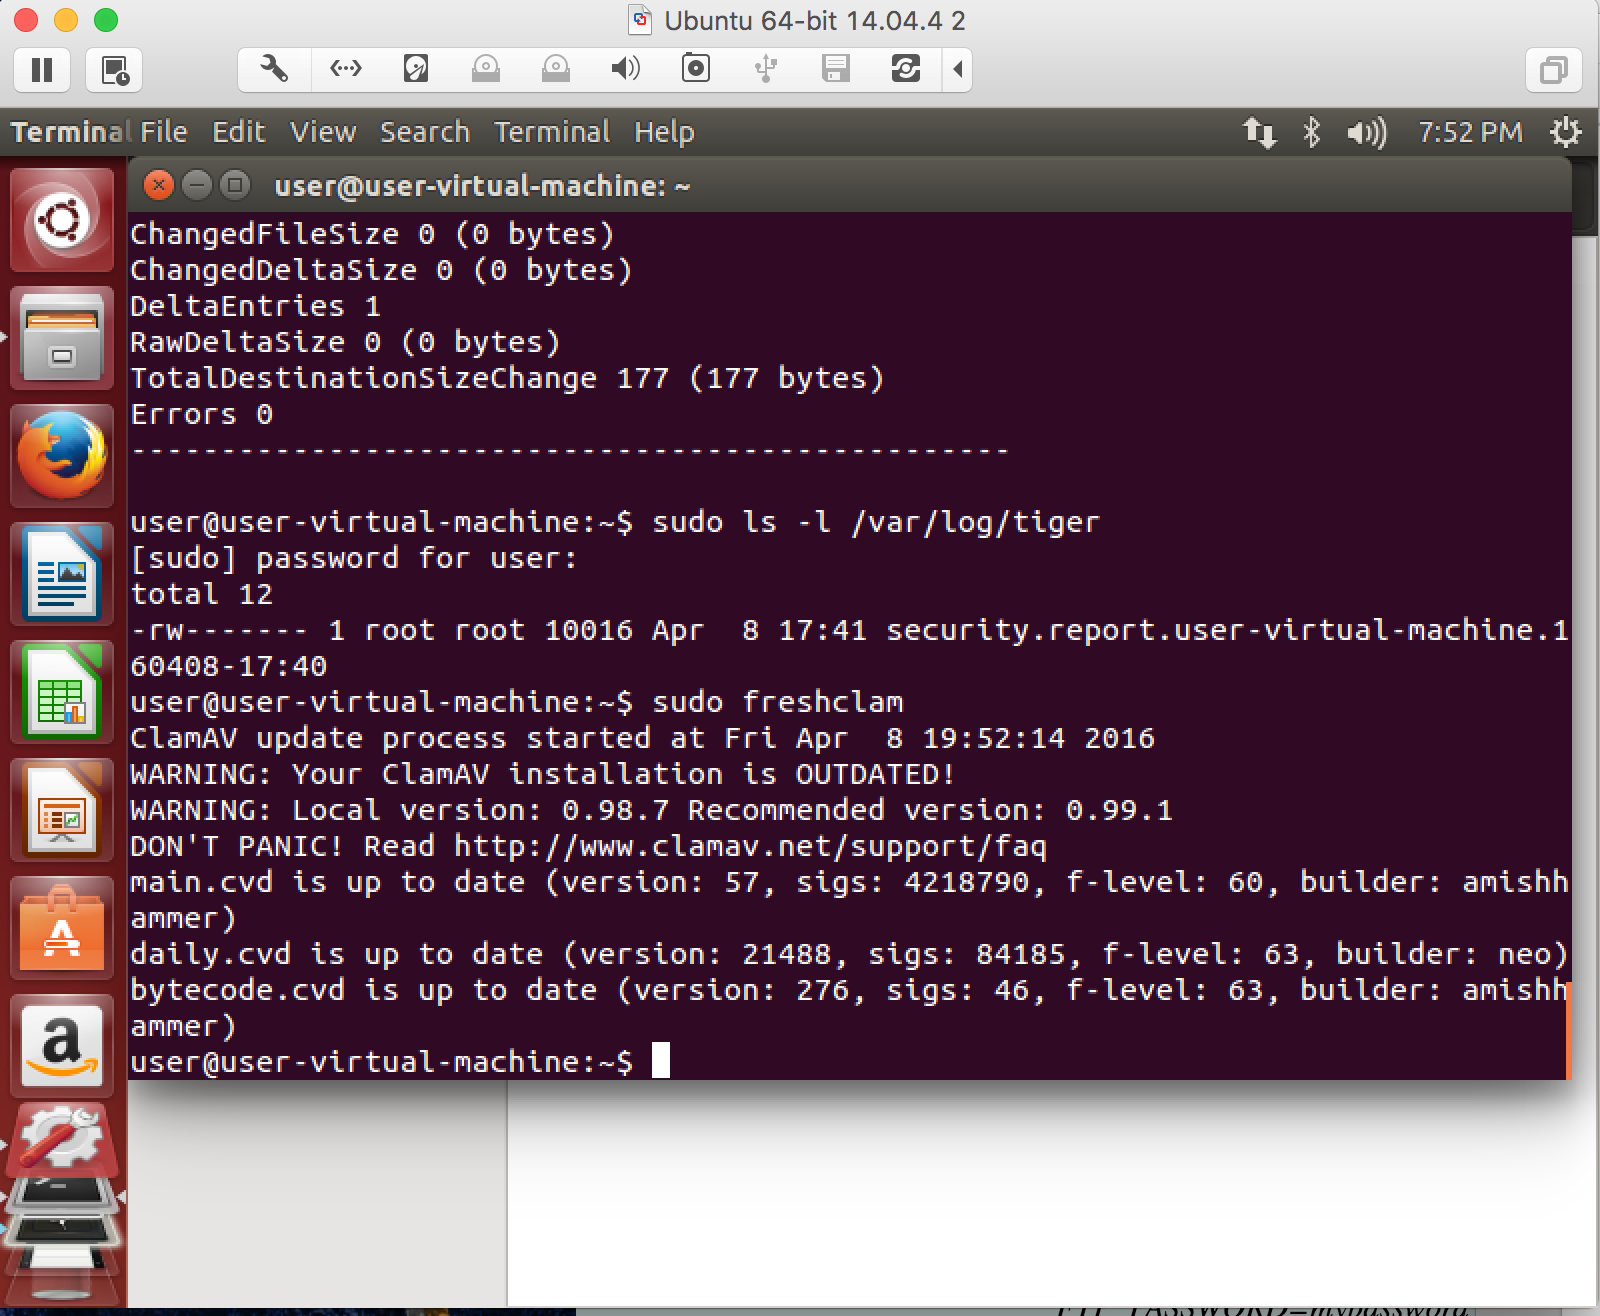 Ubuntu 64-bit 14.04.4 2
Terminal File Edit View Search Terminal Help 7:52 PM
user@user-virtual-machine: ~
ChangedFileSize 0 (0 bytes)
ChangedDeltaSize 0 (0 bytes)
DeltaEntries 1
RawDeltaSize 0 (0 bytes)
TotalDestinationSizeChange 177 (177 bytes)
Errors 0
-------------------------------------------------
user@user-virtual-machine:~$ sudo ls -l /var/log/tiger
[sudo] password for user:
total 12
-rw------- 1 root root 10016 Apr  8 17:41 security.report.user-virtual-machine.1
60408-17:40
user@user-virtual-machine:~$ sudo freshclam
ClamAV update process started at Fri Apr  8 19:52:14 2016
WARNING: Your ClamAV installation is OUTDATED!
WARNING: Local version: 0.98.7 Recommended version: 0.99.1
DON'T PANIC! Read http://www.clamav.net/support/faq
main.cvd is up to date (version: 57, sigs: 4218790, f-level: 60, builder: amishh
ammer)
daily.cvd is up to date (version: 21488, sigs: 84185, f-level: 63, builder: neo)
bytecode.cvd is up to date (version: 276, sigs: 46, f-level: 63, builder: amishh
ammer)
user@user-virtual-machine:~$